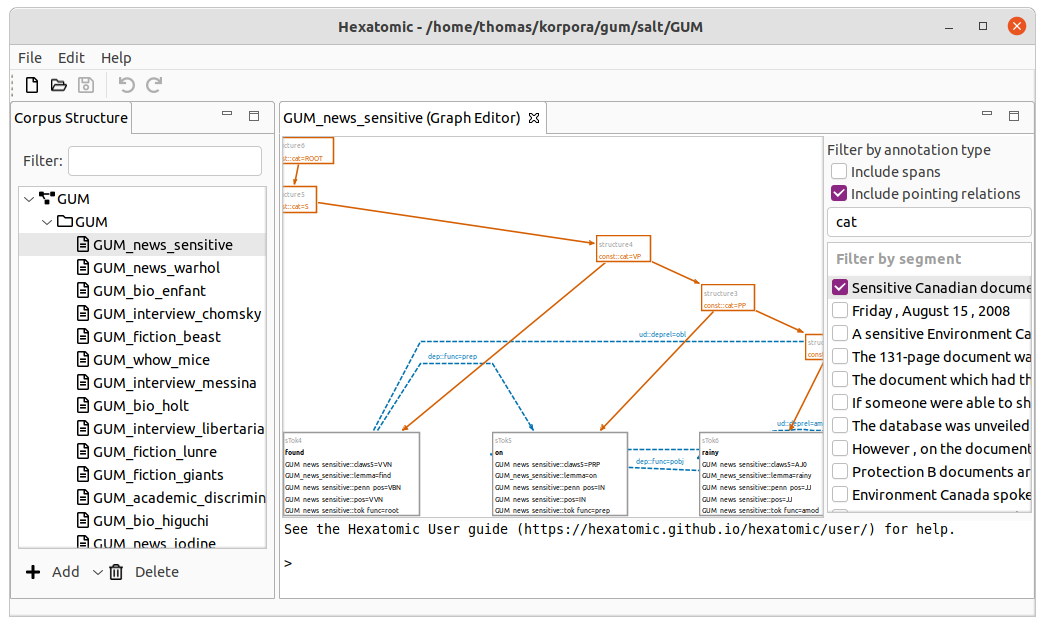 Hexatomic - /home/thomas/korpora/gum/salt/GUM
File Edit Help
Corpus Structure
Filter:
GUM
GUM
GUM_news_sensitive
GUM_news_warhol
GUM_bio_enfant
GUM_interview_chomsky
GUM_fiction_beast
GUM_whow_mice
GUM_interview_messina
GUM_bio_holt
GUM_interview_libertaria
GUM_fiction_lunre
GUM_fiction_giants
GUM_academic_discrimin
GUM_bio_higuchi
GUM_news_iodine
Add
Delete
GUM_news_sensitive (Graph Editor)
cture6
st::cat=ROOT
cture5
st::cat=S
structure4
const::cat=VP
structure3
const::cat=PP
struc
const
ud::deprel=obl
dep::func=prep
ud::deprel=am
dep::func=pobj
sTok4
found
GUM_news_sensitive::claws5=VVN
GUM_news_sensitive::lemma=find
GUM_news_sensitive::penn_pos=VBN
GUM_news_sensitive::pos=VVN
GUM_news_sensitive::tok_func=root
sTok5
on
GUM_news_sensitive::claws5=PRP
GUM_news_sensitive::lemma=on
GUM_news_sensitive::penn_pos=IN
GUM_news_sensitive::pos=IN
GUM_news_sensitive::tok_func=prep
sTok6
rainy
GUM_news_sensitive::claws5=AJ0
GUM_news_sensitive::lemma=rainy
GUM_news_sensitive::penn_pos=JJ
GUM_news_sensitive::pos=JJ
GUM_news_sensitive::tok_func=amod
Filter by annotation type
Include spans
Include pointing relations
cat
Filter by segment
Sensitive Canadian docume
Friday , August 15 , 2008
A sensitive Environment Ca
The 131-page document wa
The document which had th
If someone were able to sh
The database was unveiled
However , on the document
Protection B documents ar
Environment Canada spoke
See the Hexatomic User guide (https://hexatomic.github.io/hexatomic/user/) for help.
>